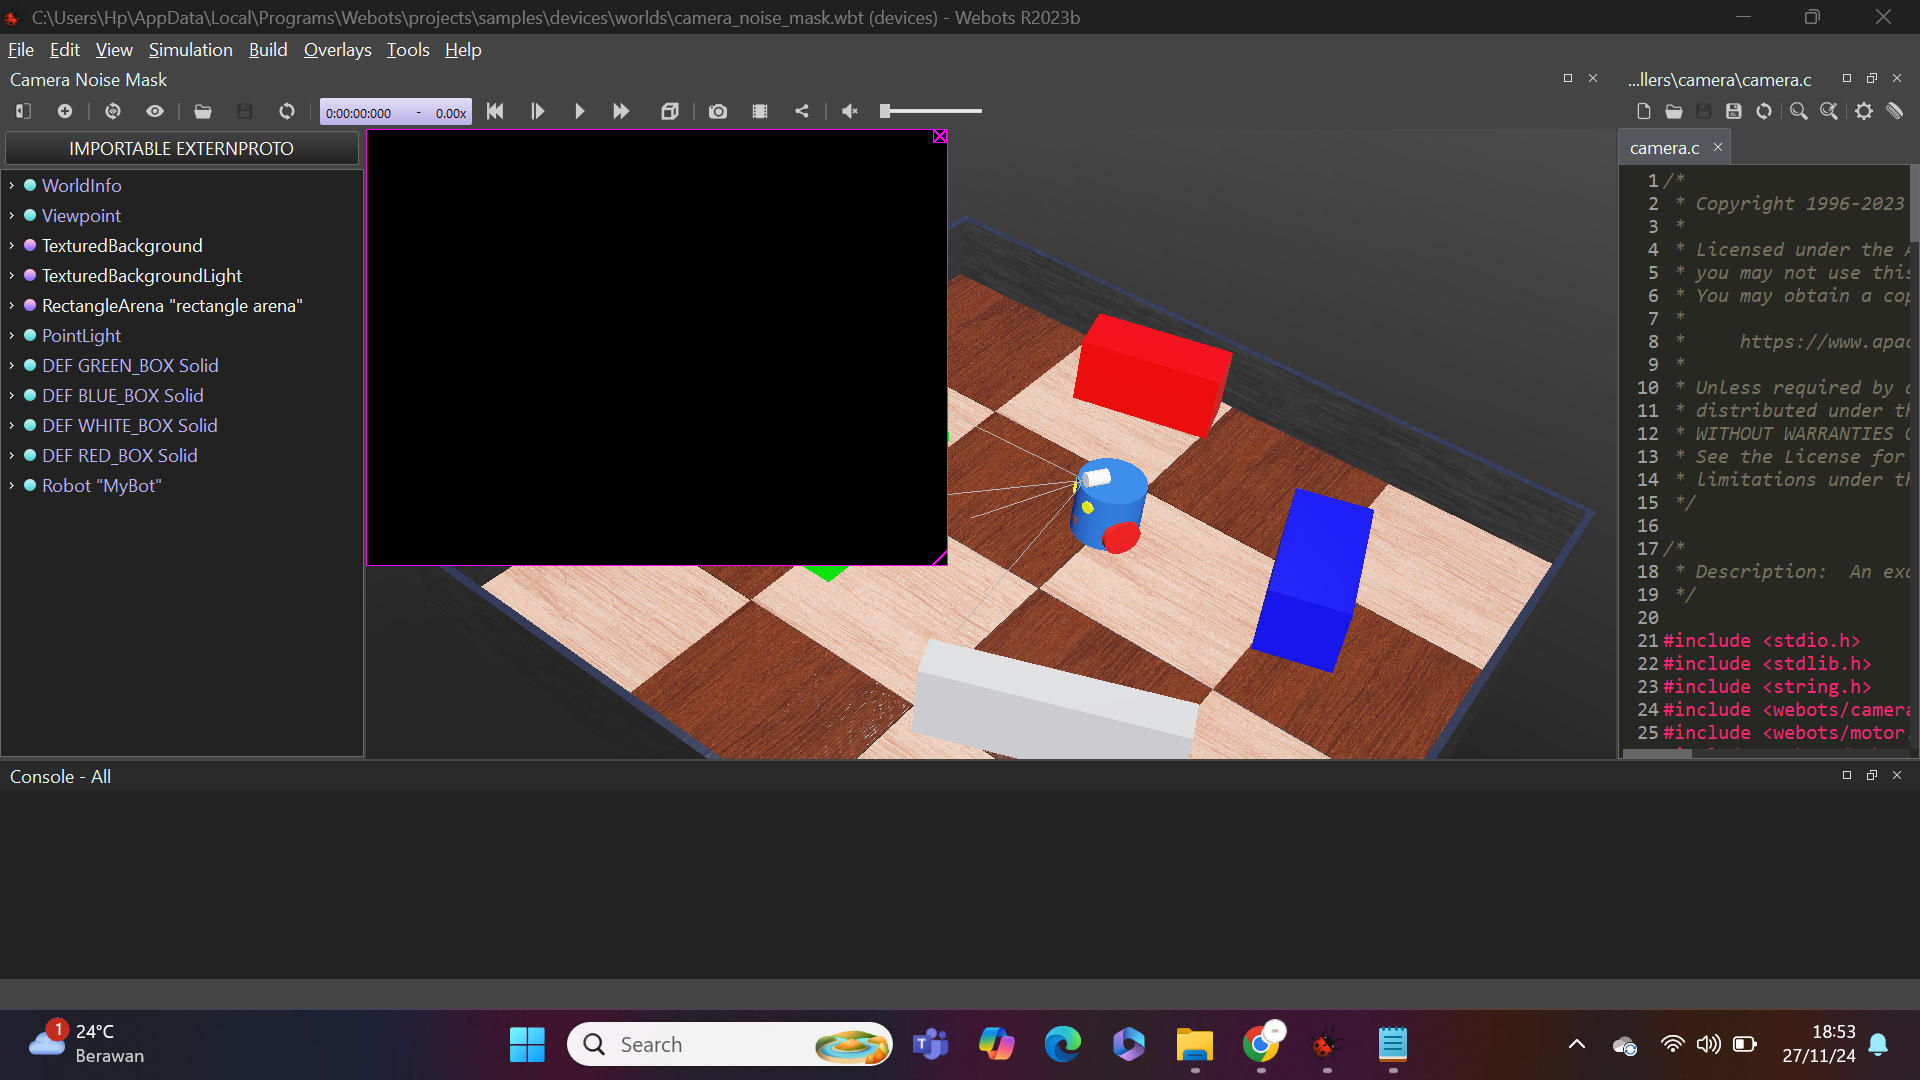 C:\Users\Hp\AppData\Local\Programs\Webots\projects\samples\devices\worlds\camera_noise_mask.wbt (devices) - Webots R2023b
File Edit View Simulation Build Overlays Tools Help
Camera Noise Mask
...llers\camera\camera.c
0:00:00:000 - 0.00x
IMPORTABLE EXTERNPROTO
WorldInfo
Viewpoint
TexturedBackground
TexturedBackgroundLight
RectangleArena "rectangle arena"
PointLight
DEF GREEN_BOX Solid
DEF BLUE_BOX Solid
DEF WHITE_BOX Solid
DEF RED_BOX Solid
Robot "MyBot"
camera.c
1 /*
2 * Copyright 1996-2023
3 *
4 * Licensed under the
5 * you may not use this
6 * You may obtain a cop
7 *
8 * https://www.apac
9 *
10 * Unless required by
11 * distributed under th
12 * WITHOUT WARRANTIES
13 * See the License for
14 * limitations under th
15 */
16
17 /*
18 * Description: An exa
19 */
20
21 #include <stdio.h>
22 #include <stdlib.h>
23 #include <string.h>
24 #include <webots/camera
25 #include <webots/motor.
Console - All
1
24°C
Berawan
Search
18:53
27/11/24